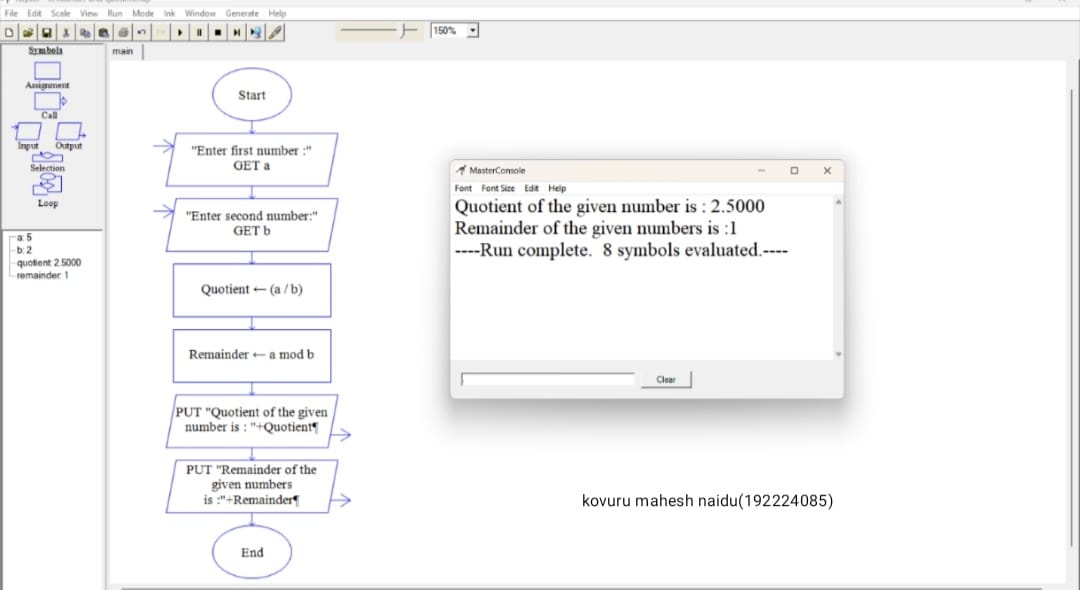 File Edit Scale View Run Mode Ink Window Generate Help
150%
Symbols
main
Assignment
Call
Input Output
Selection
Loop
a: 5
b: 2
quotient: 2.5000
remainder: 1
Start
"Enter first number :"
GET a
"Enter second number:"
GET b
Quotient ← (a / b)
Remainder ← a mod b
PUT "Quotient of the given
number is : "+Quotient¶
PUT "Remainder of the
given numbers
is :"+Remainder¶
End
MasterConsole
Font Font Size Edit Help
Quotient of the given number is : 2.5000
Remainder of the given numbers is :1
----Run complete. 8 symbols evaluated.----
Clear
kovuru mahesh naidu(192224085)